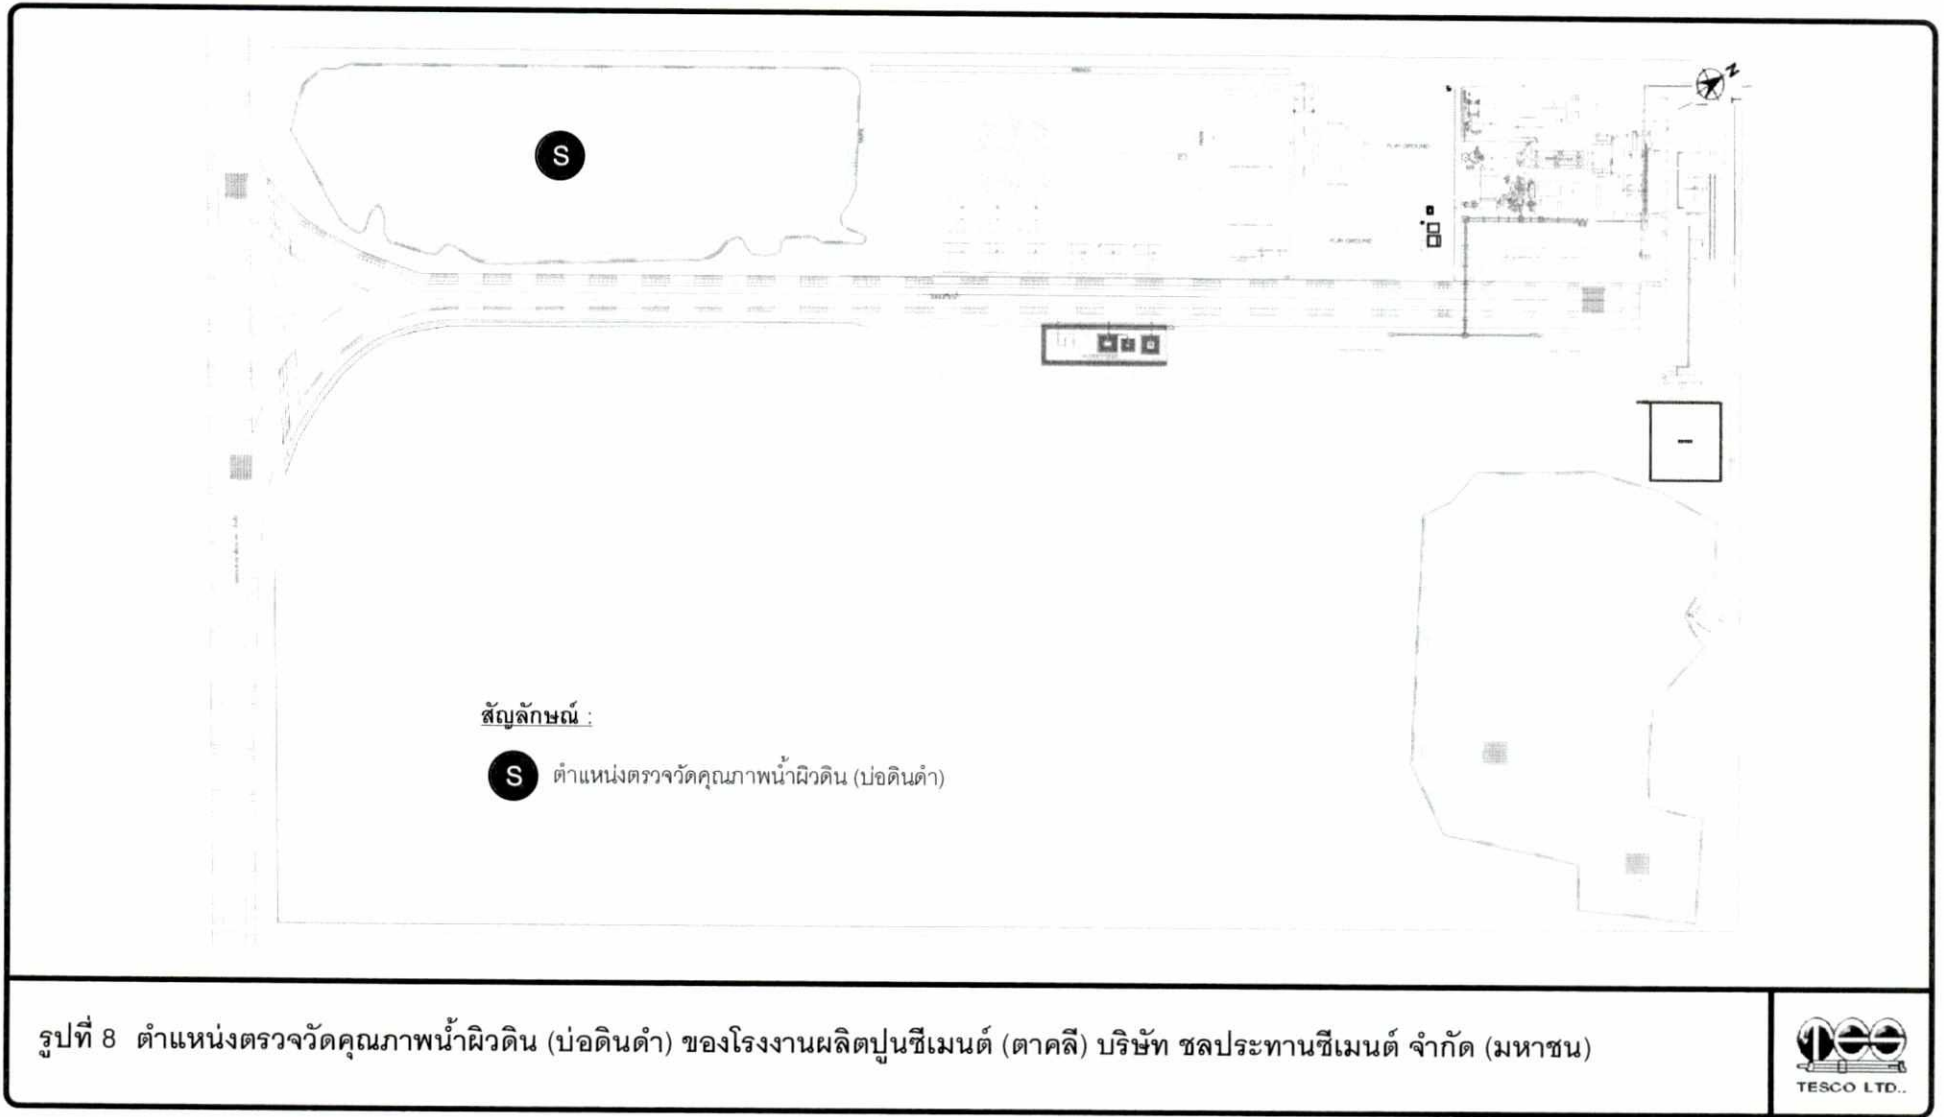 N
S
PLAY GROUND
PLAY GROUND
สัญลักษณ์ :
S ตำแหน่งตรวจวัดคุณภาพน้ำผิวดิน (บ่อดินดำ)
รูปที่ 8 ตำแหน่งตรวจวัดคุณภาพน้ำผิวดิน (บ่อดินดำ) ของโรงงานผลิตปูนซีเมนต์ (ตาคลี) บริษัท ชลประทานซีเมนต์ จำกัด (มหาชน)
TESCO LTD..